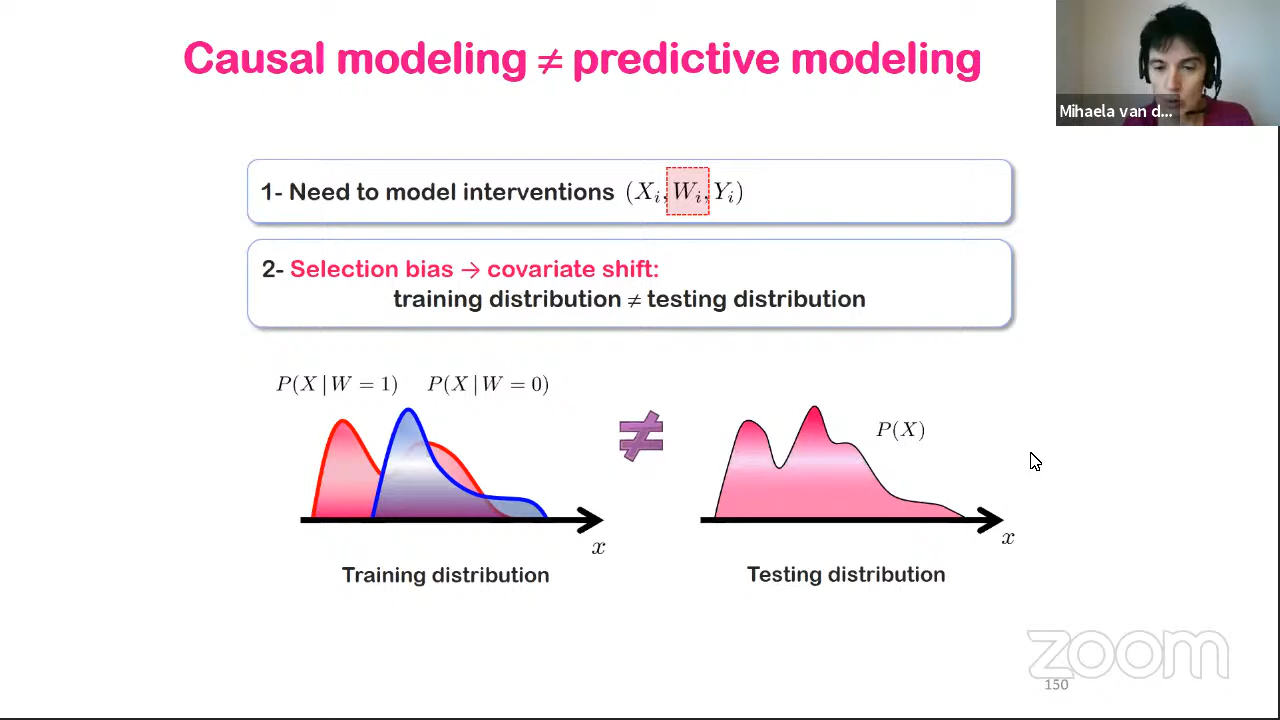 Causal modeling ≠ predictive modeling
Mihaela van d...
1- Need to model interventions (Xᵢ, Wᵢ, Yᵢ)
2- Selection bias → covariate shift:
training distribution ≠ testing distribution
P(X | W = 1) P(X | W = 0)
≠
P(X)
x
x
Training distribution
Testing distribution
zoom
150